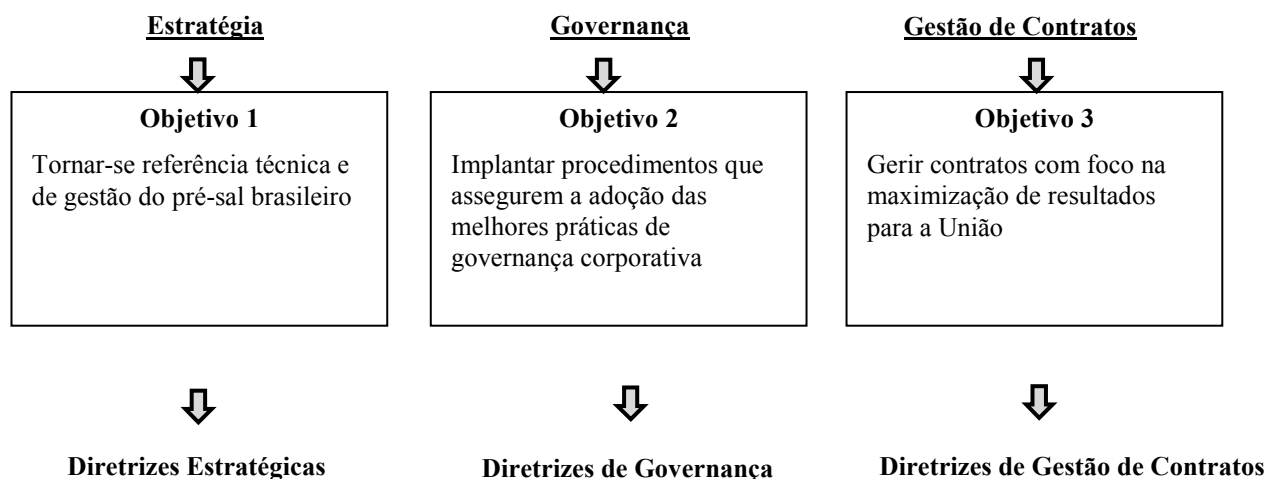 Estratégia
Governança
Gestão de Contratos
Objetivo 1
Tornar-se referência técnica e
de gestão do pré-sal brasileiro
Objetivo 2
Implantar procedimentos que
assegurem a adoção das
melhores práticas de
governança corporativa
Objetivo 3
Gerir contratos com foco na
maximização de resultados
para a União
Diretrizes Estratégicas
Diretrizes de Governança
Diretrizes de Gestão de Contratos